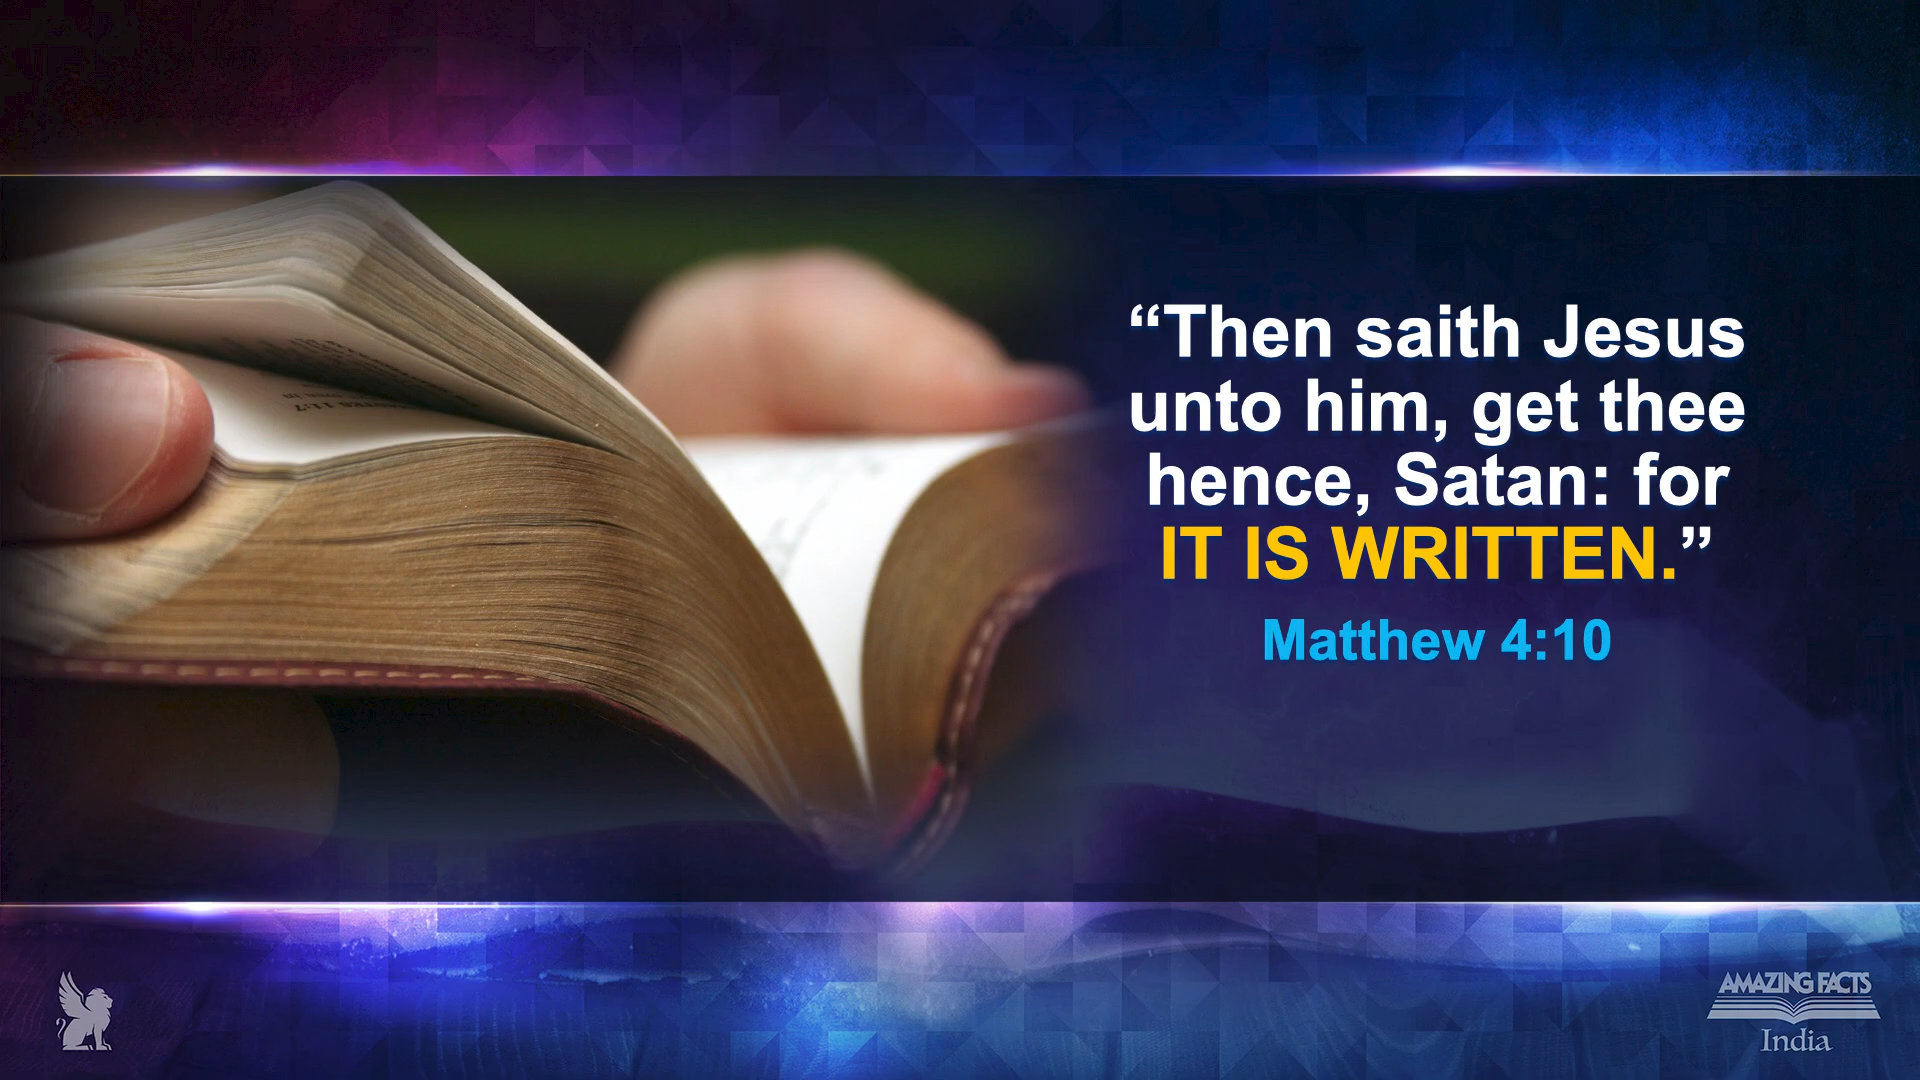 “Then saith Jesus
unto him, get thee
hence, Satan: for
IT IS WRITTEN.”
Matthew 4:10
AMAZING FACTS
India